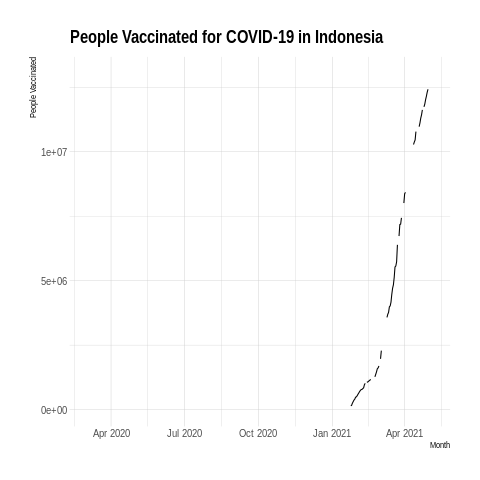 People Vaccinated for COVID-19 in Indonesia
People Vaccinated
1e+07
5e+06
0e+00
Apr 2020 Jul 2020 Oct 2020 Jan 2021 Apr 2021
Month